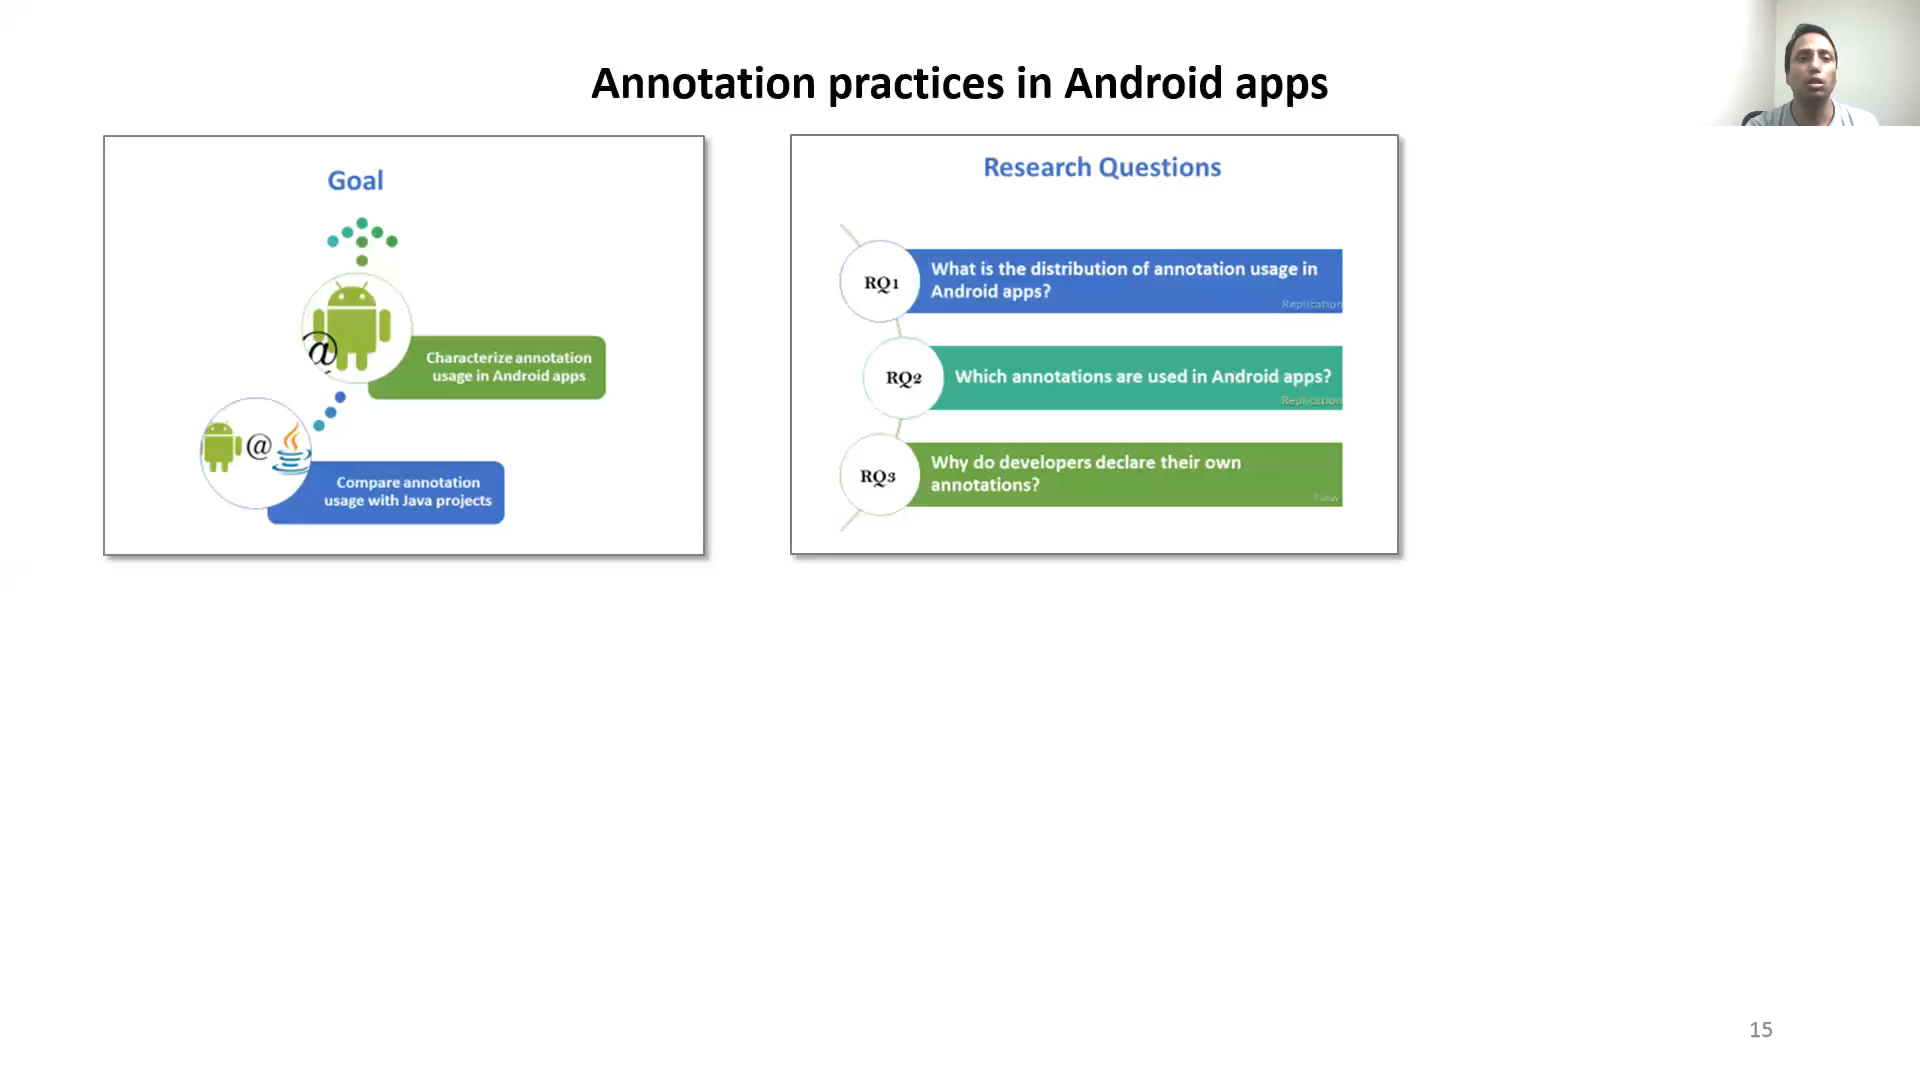 Annotation practices in Android apps
Goal
@
Characterize annotation
usage in Android apps
@
Compare annotation
usage with Java projects
Research Questions
RQ1
What is the distribution of annotation usage in
Android apps?
Replication
RQ2
Which annotations are used in Android apps?
Replication
RQ3
Why do developers declare their own
annotations?
New
15